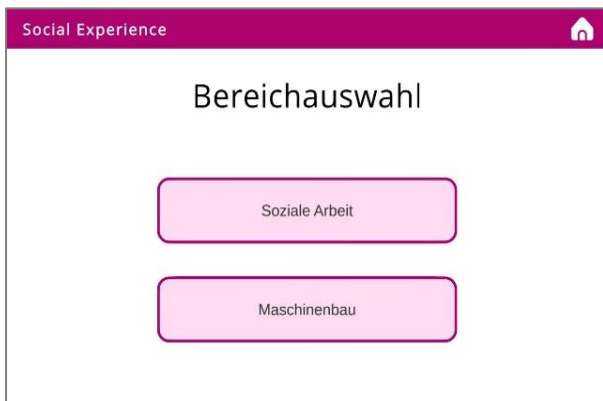 Social Experience
Bereichauswahl
Soziale Arbeit
Maschinenbau